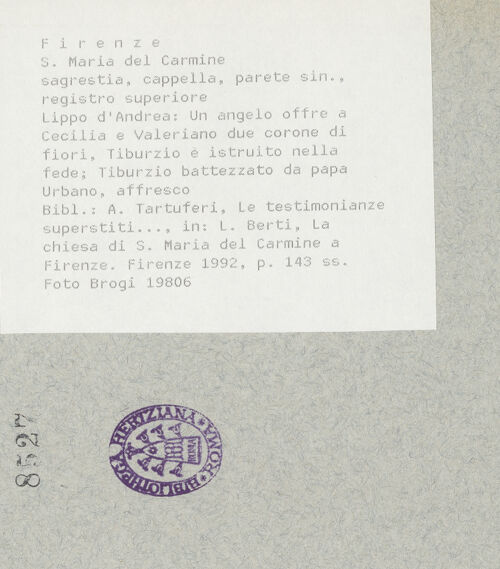 F i r e n z e
S. Maria del Carmine
sagrestia, cappella, parete sin.,
registro superiore
Lippo d'Andrea: Un angelo offre a
Cecilia e Valeriano due corone di
fiori, Tiburzio è istruito nella
fede; Tiburzio battezzato da papa
Urbano, affresco
Bibl.: A. Tartuferi, Le testimonianze
superstiti..., in: L. Berti, La
chiesa di S. Maria del Carmine a
Firenze. Firenze 1992, p. 143 ss.
Foto Brogi 19806
8527
BIBLIOTHECA HERTZIANA ROMA